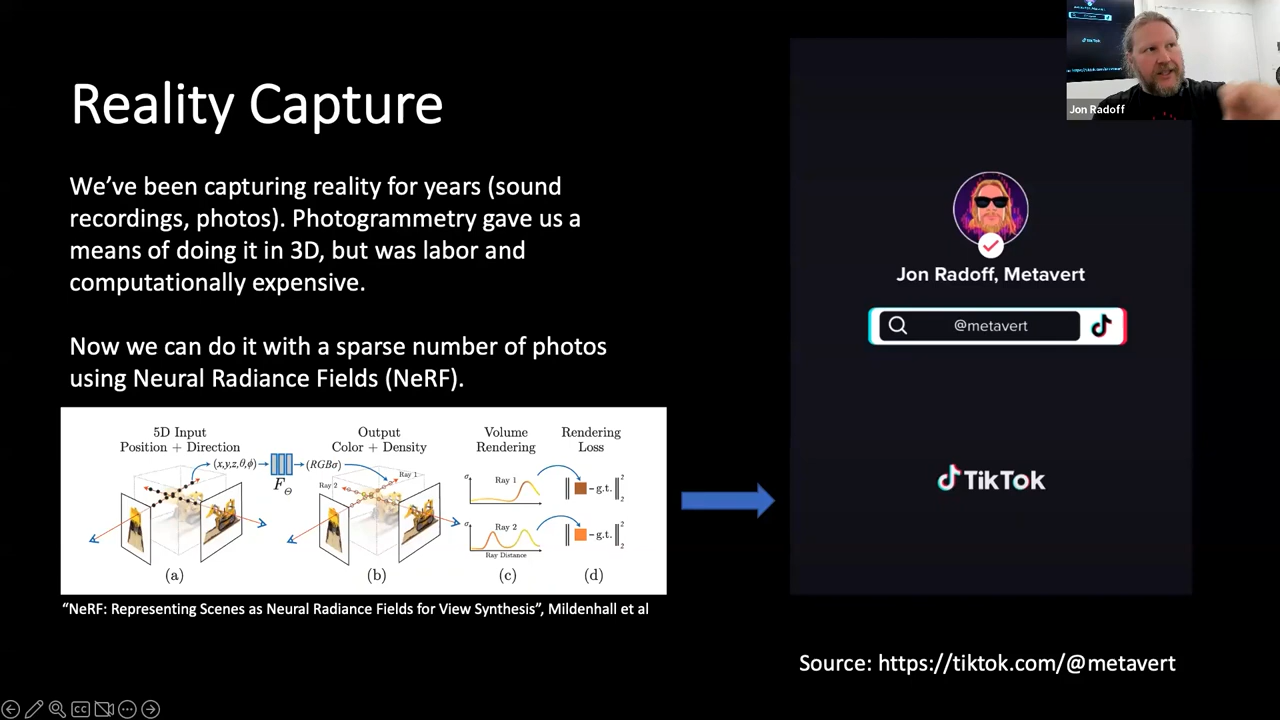 Reality Capture
We've been capturing reality for years (sound
recordings, photos). Photogrammetry gave us a
means of doing it in 3D, but was labor and
computationally expensive.
Now we can do it with a sparse number of photos
using Neural Radiance Fields (NeRF).
5D Input
Position + Direction
Output
Color + Density
Volume
Rendering
Rendering
Loss
(x,y,z,θ,ϕ)
F_Θ
(RGBσ)
Ray 1
Ray 2
σ
Ray 1
σ
Ray 2
Ray Distance
‖ – g.t. ‖₂²
‖ – g.t. ‖₂²
(a)
(b)
(c)
(d)
"NeRF: Representing Scenes as Neural Radiance Fields for View Synthesis", Mildenhall et al
Jon Radoff
Jon Radoff, Metavert
@metavert
TikTok
Source: https://tiktok.com/@metavert
CC